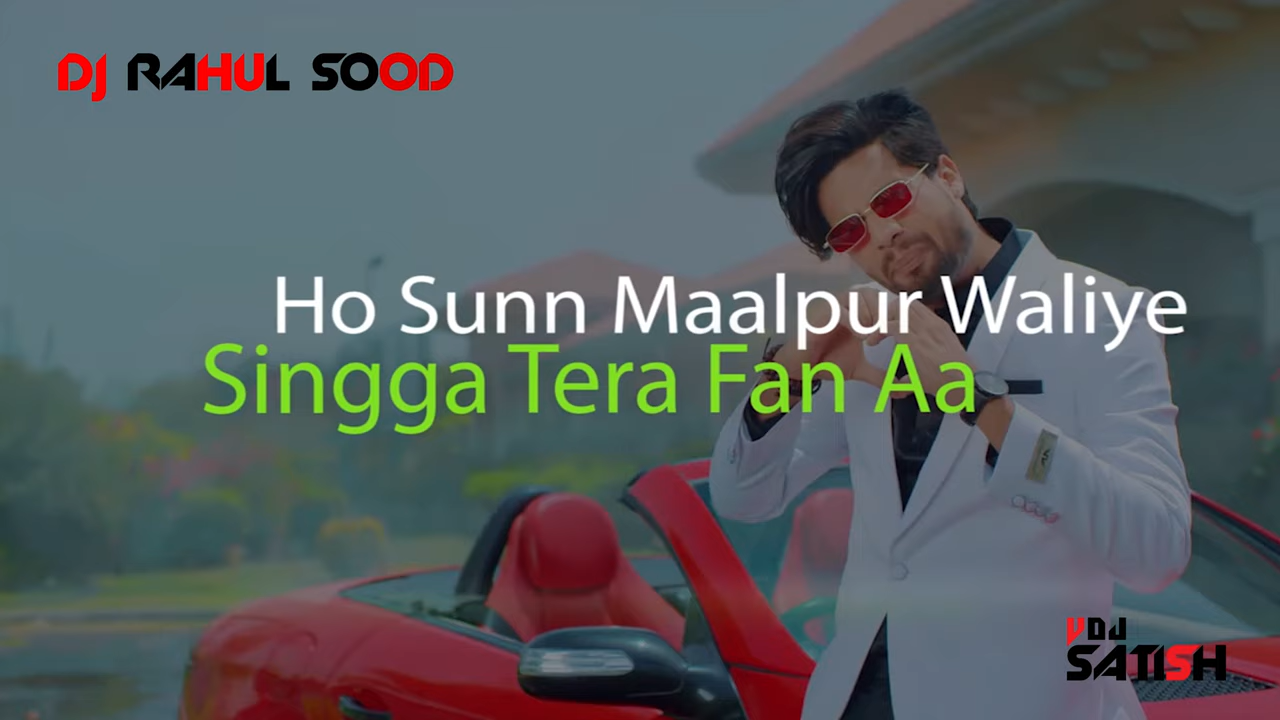 DJ RAHUL SOOD
Ho Sunn Maalpur Waliye
Singga Tera Fan Aa
VDJ
SATISH